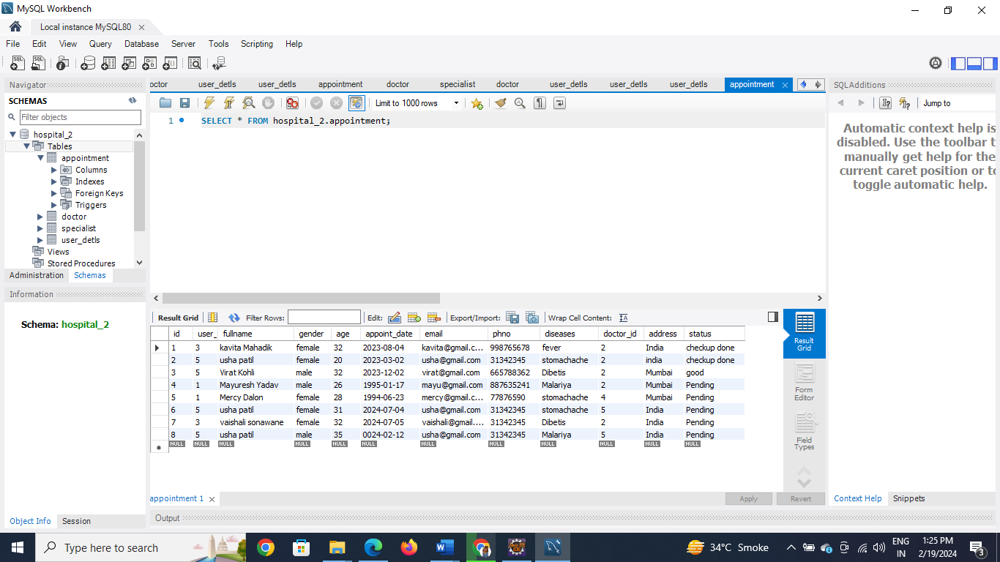 MySQL Workbench
Local instance MySQL80
File Edit View Query Database Server Tools Scripting Help
Navigator
SCHEMAS
Filter objects
hospital_2
Tables
appointment
Columns
Indexes
Foreign Keys
Triggers
doctor
specialist
user_detls
Views
Stored Procedures
Administration Schemas
Information
Schema: hospital_2
Object Info Session
octor user_detls user_detls appointment doctor specialist doctor user_detls user_detls user_detls appointment
Limit to 1000 rows
1 SELECT * FROM hospital_2.appointment;
Result Grid Filter Rows: Edit: Export/Import: Wrap Cell Content:
id user_ fullname gender age appoint_date email phno diseases doctor_id address status
1 3 kavita Mahadik female 32 2023-08-04 kavita@gmail.c... 998765678 fever 2 India checkup done
2 5 usha patil female 20 2023-03-02 usha@gmail.com 31342345 stomachache 2 india checkup done
3 5 Virat Kohli male 32 2023-12-02 virat@gmail.com 665788362 Dibetis 2 Mumbai good
4 1 Mayuresh Yadav male 26 1995-01-17 mayu@gmail.com 887635241 Malariya 2 Mumbai Pending
5 1 Mercy Dalon female 28 1994-06-23 mercy@gmail.c... 77876590 stomachache 4 Mumbai Pending
6 5 usha patil female 31 2024-07-04 usha@gmail.com 31342345 stomachache 5 India Pending
7 3 vaishali sonawane female 32 2024-07-05 vaishali@gmail.... 31342345 Dibetis 2 India Pending
8 5 usha patil male 35 0024-02-12 usha@gmail.com 31342345 Malariya 5 India Pending
NULL NULL NULL NULL NULL NULL NULL NULL NULL NULL NULL NULL
Result Grid
Form Editor
Field Types
appointment 1
Apply Revert
Output
SQLAdditions
Jump to
Automatic context help is
disabled. Use the toolbar t
manually get help for the
current caret position or to
toggle automatic help.
Context Help Snippets
Type here to search
34°C Smoke
ENG
IN
1:25 PM
2/19/2024
3